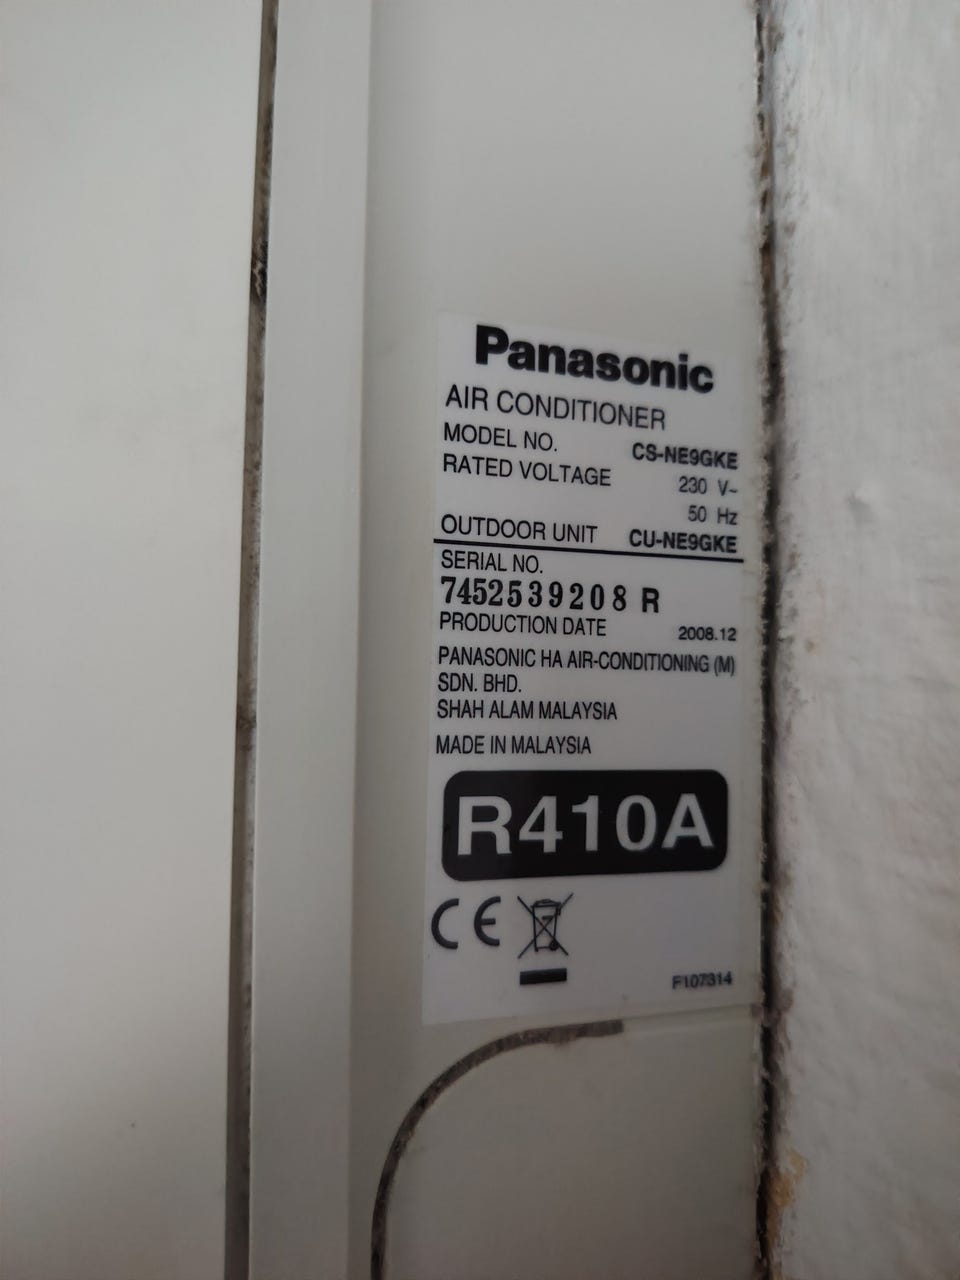 Panasonic
AIR CONDITIONER
MODEL NO. CS-NE9GKE
RATED VOLTAGE 230 V~
50 Hz
OUTDOOR UNIT CU-NE9GKE
SERIAL NO.
7452539208 R
PRODUCTION DATE 2008.12
PANASONIC HA AIR-CONDITIONING (M)
SDN. BHD.
SHAH ALAM MALAYSIA
MADE IN MALAYSIA
R410A
CE
F107314